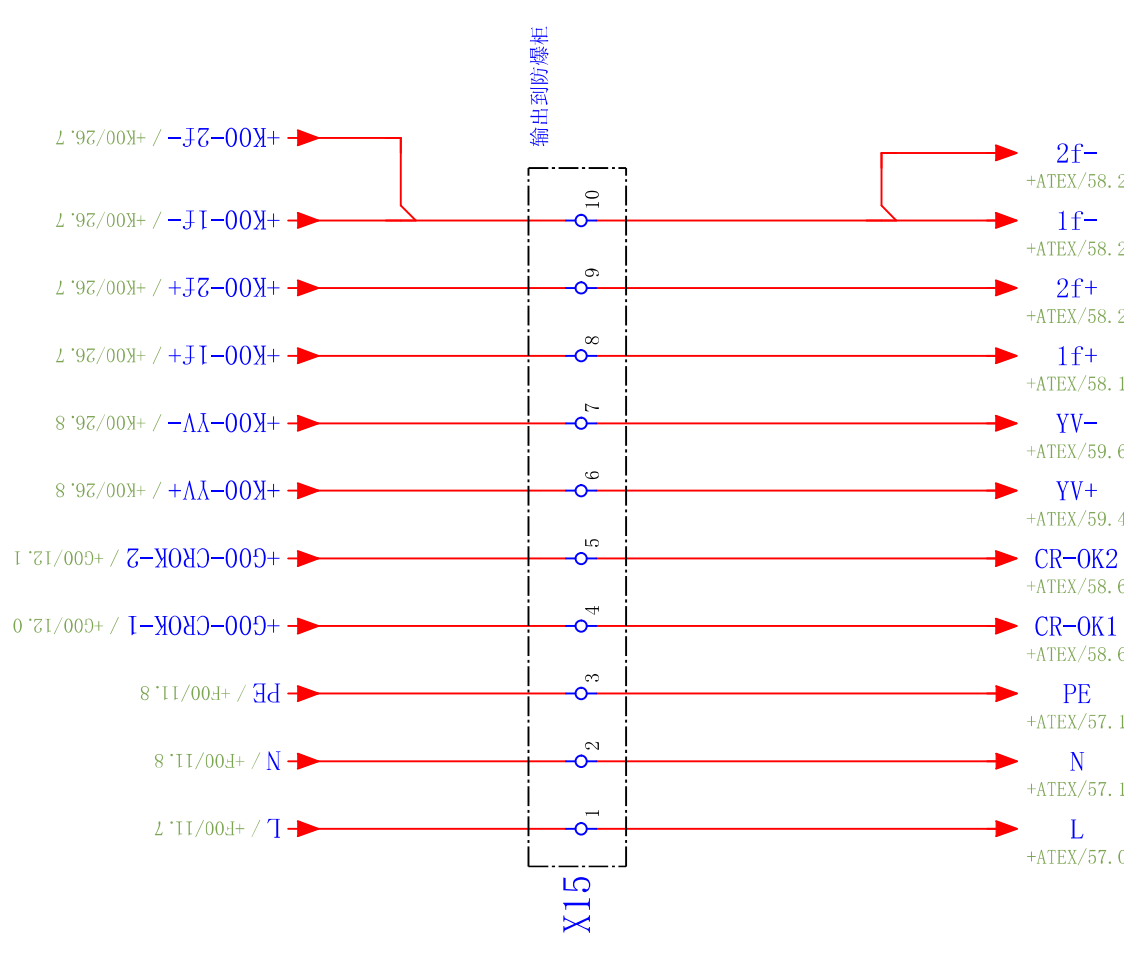 输出到防爆柜
+K00-2f- / +K00/26.7
2f-
+ATEX/58.2
+K00-1f- / +K00/26.7
10
1f-
+ATEX/58.2
+K00-2f+ / +K00/26.7
9
2f+
+ATEX/58.2
+K00-1f+ / +K00/26.7
8
1f+
+ATEX/58.1
+K00-YV- / +K00/26.8
7
YV-
+ATEX/59.6
+K00-YV+ / +K00/26.8
6
YV+
+ATEX/59.4
+G00-CROK-2 / +G00/12.1
5
CR-OK2
+ATEX/58.6
+G00-CROK-1 / +G00/12.0
4
CR-OK1
+ATEX/58.6
PE / +F00/11.8
3
PE
+ATEX/57.1
N / +F00/11.8
2
N
+ATEX/57.1
L / +F00/11.7
1
L
+ATEX/57.0
X15